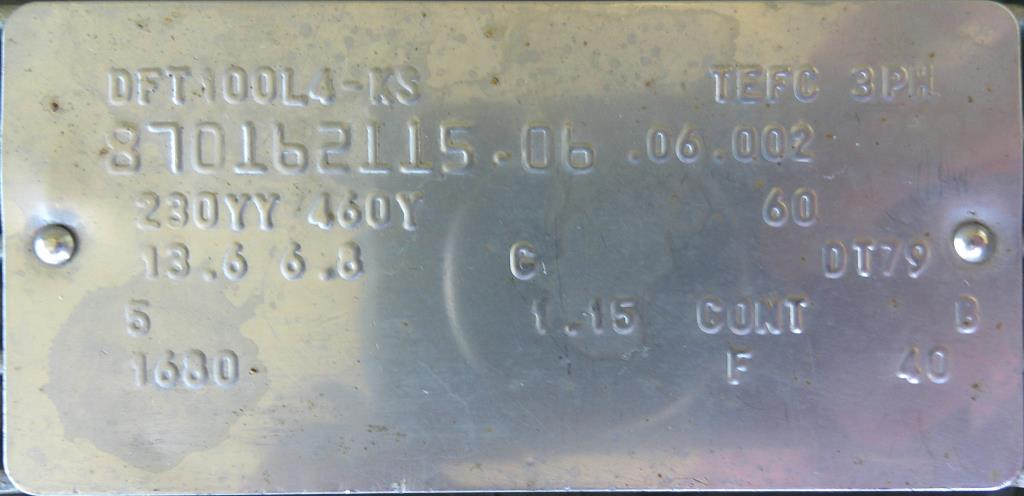 DFT100L4-KS TEFC 3PH
870162115.06.06.002
230YY 460Y 60
13.6 6.8 G DT79
5 1.15 CONT B
1680 F 40